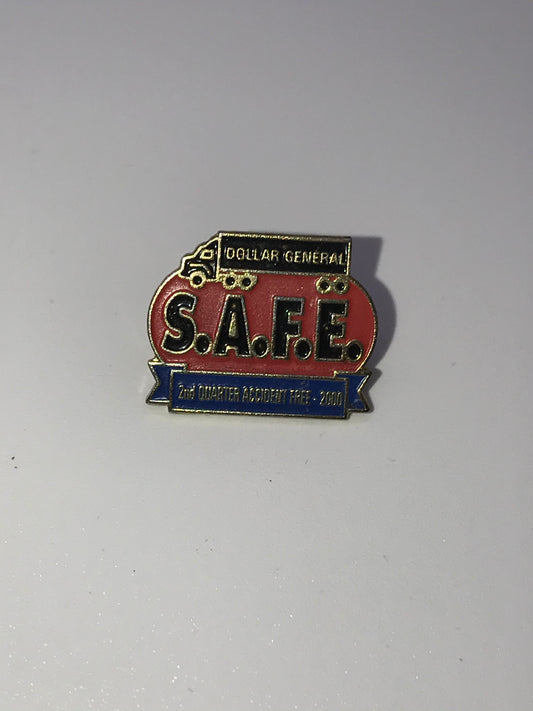 DOLLAR GENERAL
S.A.F.E.
2nd QUARTER ACCIDENT FREE - 2000